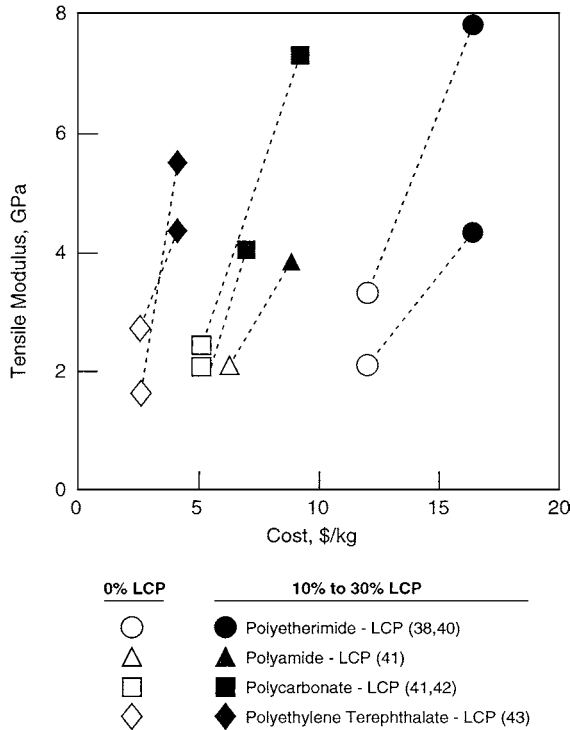 8
6
4
2
0
Tensile Modulus, GPa
0 5 10 15 20
Cost, $/kg
0% LCP 10% to 30% LCP
Polyetherimide - LCP (38,40)
Polyamide - LCP (41)
Polycarbonate - LCP (41,42)
Polyethylene Terephthalate - LCP (43)